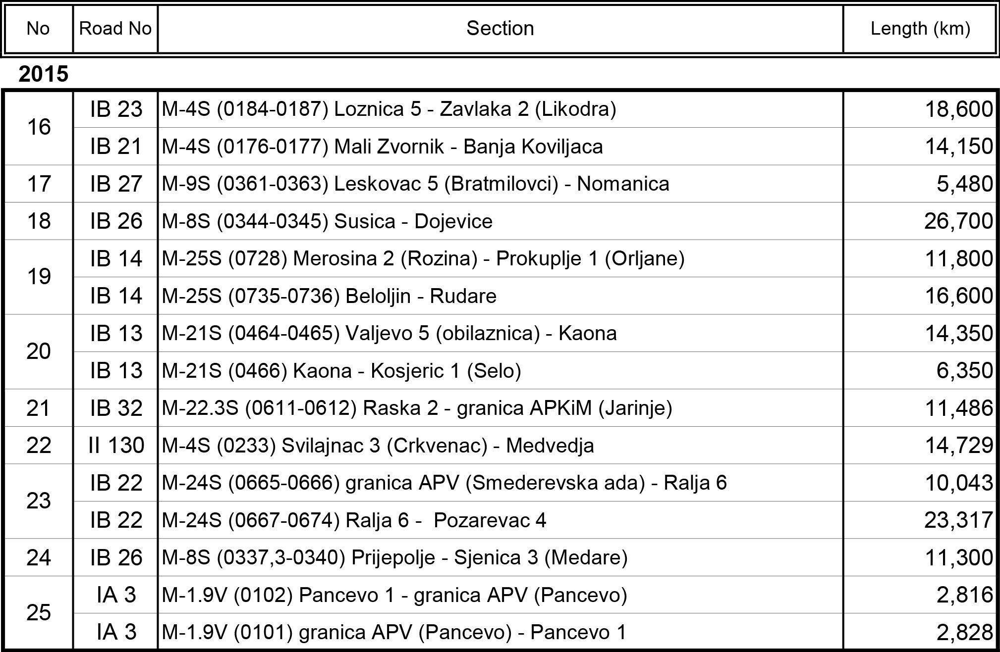 No Road No Section Length (km)
2015
16 IB 23 M-4S (0184-0187) Loznica 5 - Zavlaka 2 (Likodra) 18,600
IB 21 M-4S (0176-0177) Mali Zvornik - Banja Koviljaca 14,150
17 IB 27 M-9S (0361-0363) Leskovac 5 (Bratmilovci) - Nomanica 5,480
18 IB 26 M-8S (0344-0345) Susica - Dojevice 26,700
19 IB 14 M-25S (0728) Merosina 2 (Rozina) - Prokuplje 1 (Orljane) 11,800
IB 14 M-25S (0735-0736) Beloljin - Rudare 16,600
20 IB 13 M-21S (0464-0465) Valjevo 5 (obilaznica) - Kaona 14,350
IB 13 M-21S (0466) Kaona - Kosjeric 1 (Selo) 6,350
21 IB 32 M-22.3S (0611-0612) Raska 2 - granica APKiM (Jarinje) 11,486
22 II 130 M-4S (0233) Svilajnac 3 (Crkvenac) - Medvedja 14,729
23 IB 22 M-24S (0665-0666) granica APV (Smederevska ada) - Ralja 6 10,043
IB 22 M-24S (0667-0674) Ralja 6 - Pozarevac 4 23,317
24 IB 26 M-8S (0337,3-0340) Prijepolje - Sjenica 3 (Medare) 11,300
25 IA 3 M-1.9V (0102) Pancevo 1 - granica APV (Pancevo) 2,816
IA 3 M-1.9V (0101) granica APV (Pancevo) - Pancevo 1 2,828